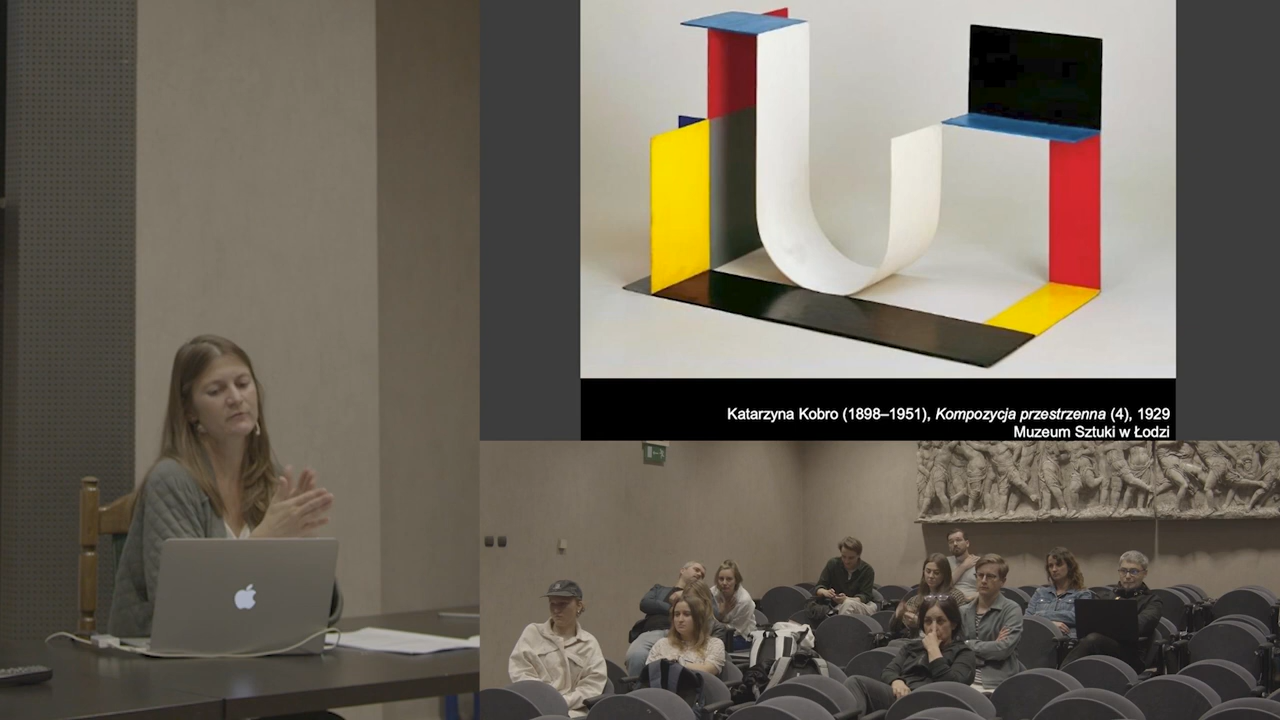 Katarzyna Kobro (1898–1951), Kompozycja przestrzenna (4), 1929
Muzeum Sztuki w Łodzi